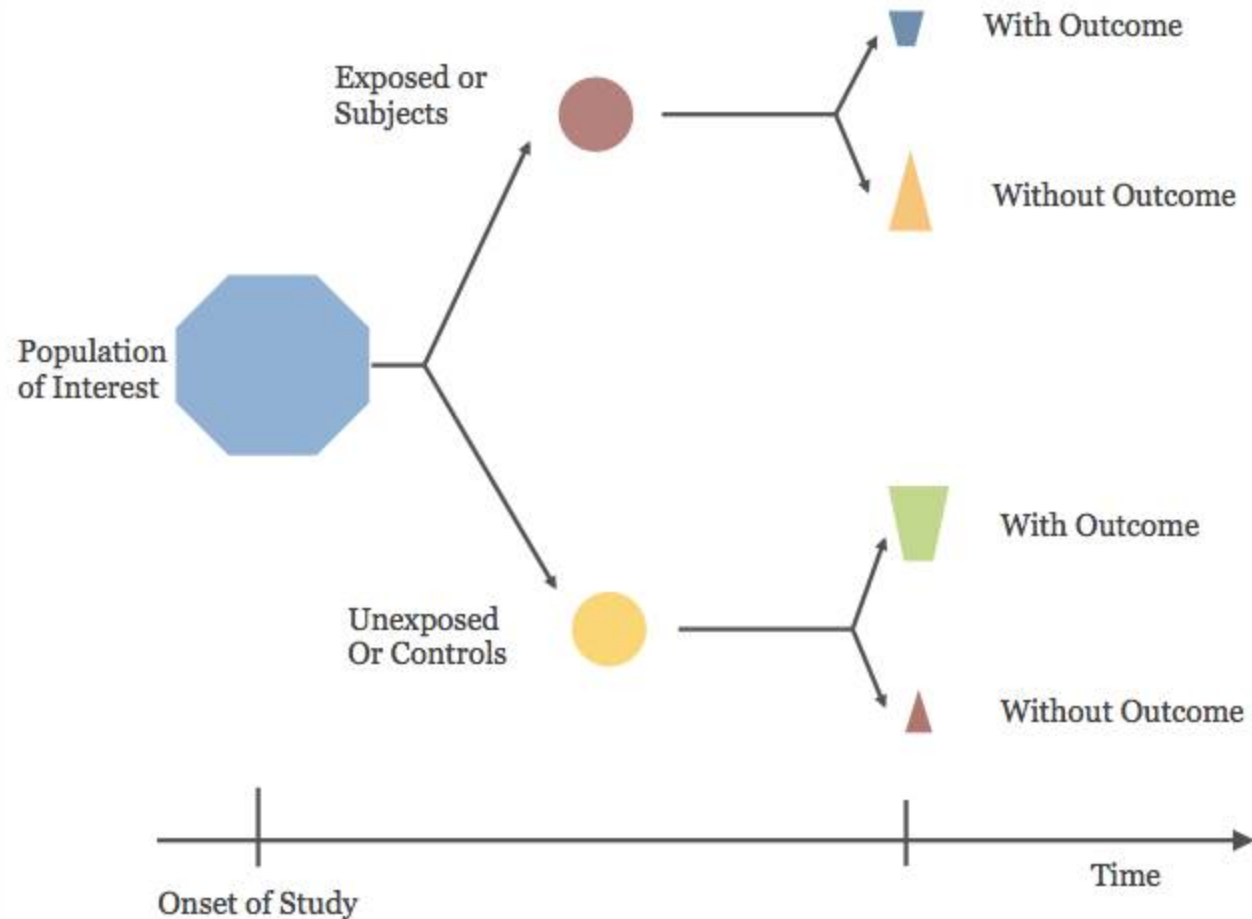 With Outcome
Exposed or
Subjects
Without Outcome
Population
of Interest
With Outcome
Unexposed
Or Controls
Without Outcome
Time
Onset of Study